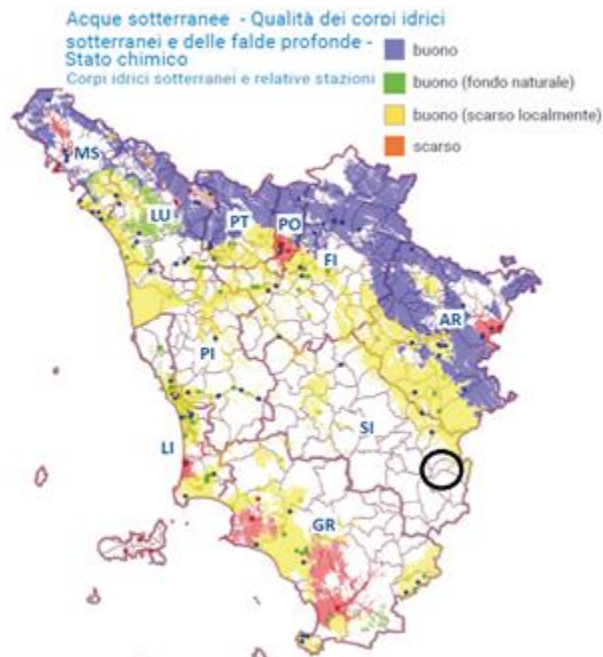 Acque sotterranee - Qualità dei corpi idrici
sotterranei e delle falde profonde -
Stato chimico
Corpi idrici sotterranei e relative stazioni
buono
buono (fondo naturale)
buono (scarso localmente)
scarso
MS
LU
PT
PO
FI
AR
PI
SI
LI
GR